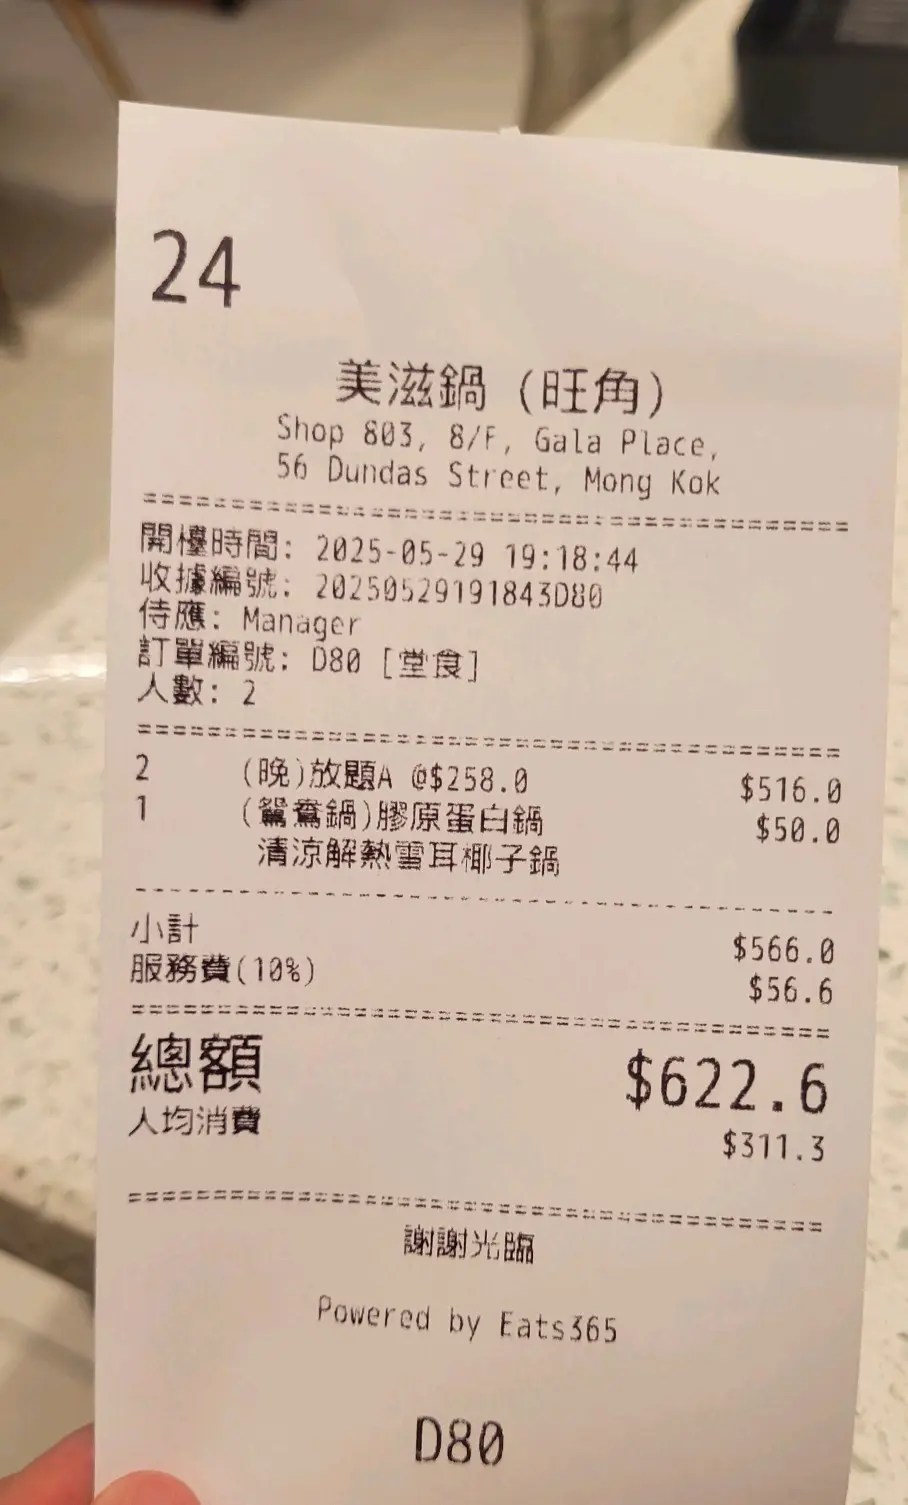 24
美滋鍋 (旺角)
Shop 803, 8/F, Gala Place,
56 Dundas Street, Mong Kok
開檯時間: 2025-05-29 19:18:44
收據編號: 20250529191843D80
侍應: Manager
訂單編號: D80 [堂食]
人數: 2
2 (晚)放題A @$258.0 $516.0
1 (鴛鴦鍋)膠原蛋白鍋 $50.0
清涼解熱雪耳椰子鍋
小計 $566.0
服務費(10%) $56.6
總額 $622.6
人均消費 $311.3
謝謝光臨
Powered by Eats365
D80